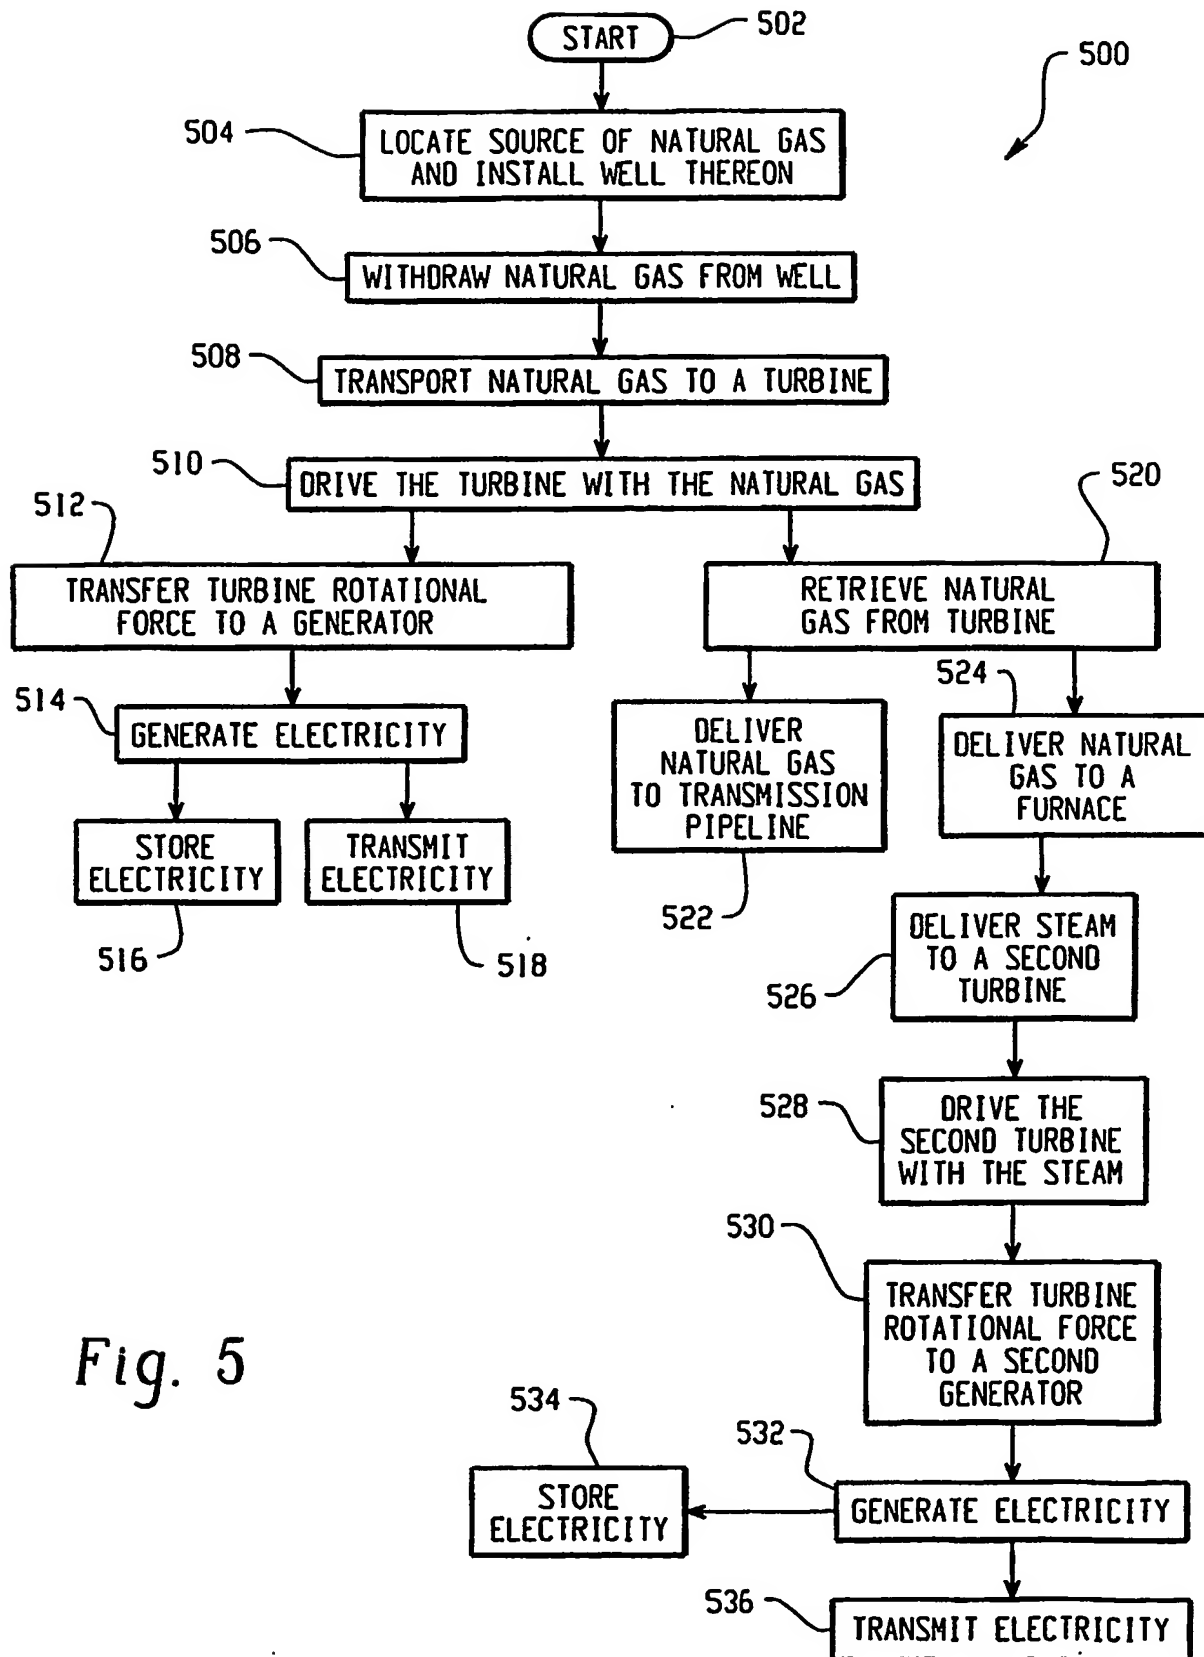 START
502
500
504
LOCATE SOURCE OF NATURAL GAS
AND INSTALL WELL THEREON
506
WITHDRAW NATURAL GAS FROM WELL
508
TRANSPORT NATURAL GAS TO A TURBINE
510
DRIVE THE TURBINE WITH THE NATURAL GAS
512
TRANSFER TURBINE ROTATIONAL
FORCE TO A GENERATOR
514
GENERATE ELECTRICITY
STORE
ELECTRICITY
516
TRANSMIT
ELECTRICITY
518
520
RETRIEVE NATURAL
GAS FROM TURBINE
DELIVER
NATURAL GAS
TO TRANSMISSION
PIPELINE
522
524
DELIVER NATURAL
GAS TO A
FURNACE
526
DELIVER STEAM
TO A SECOND
TURBINE
528
DRIVE THE
SECOND TURBINE
WITH THE STEAM
530
TRANSFER TURBINE
ROTATIONAL FORCE
TO A SECOND
GENERATOR
532
GENERATE ELECTRICITY
534
STORE
ELECTRICITY
536
TRANSMIT ELECTRICITY
Fig. 5